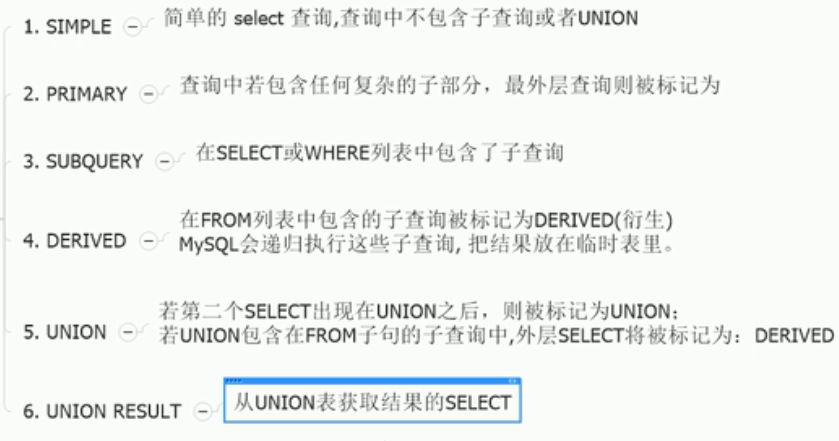 1. SIMPLE 简单的 select 查询,查询中不包含子查询或者UNION
2. PRIMARY 查询中若包含任何复杂的子部分，最外层查询则被标记为
3. SUBQUERY 在SELECT或WHERE列表中包含了子查询
4. DERIVED 在FROM列表中包含的子查询被标记为DERIVED(衍生)
MySQL会递归执行这些子查询, 把结果放在临时表里。
5. UNION 若第二个SELECT出现在UNION之后，则被标记为UNION；
若UNION包含在FROM子句的子查询中,外层SELECT将被标记为：DERIVED
6. UNION RESULT 从UNION表获取结果的SELECT